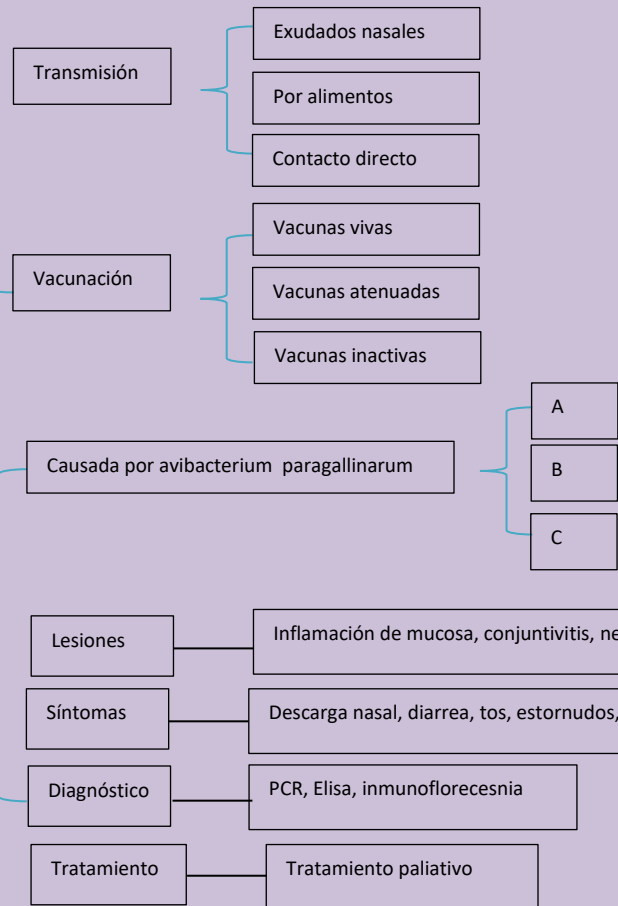 Transmisión
Exudados nasales
Por alimentos
Contacto directo
Vacunación
Vacunas vivas
Vacunas atenuadas
Vacunas inactivas
Causada por avibacterium paragallinarum
A
B
C
Lesiones
Inflamación de mucosa, conjuntivitis, ne
Síntomas
Descarga nasal, diarrea, tos, estornudos,
Diagnóstico
PCR, Elisa, inmunoflorecesnia
Tratamiento
Tratamiento paliativo